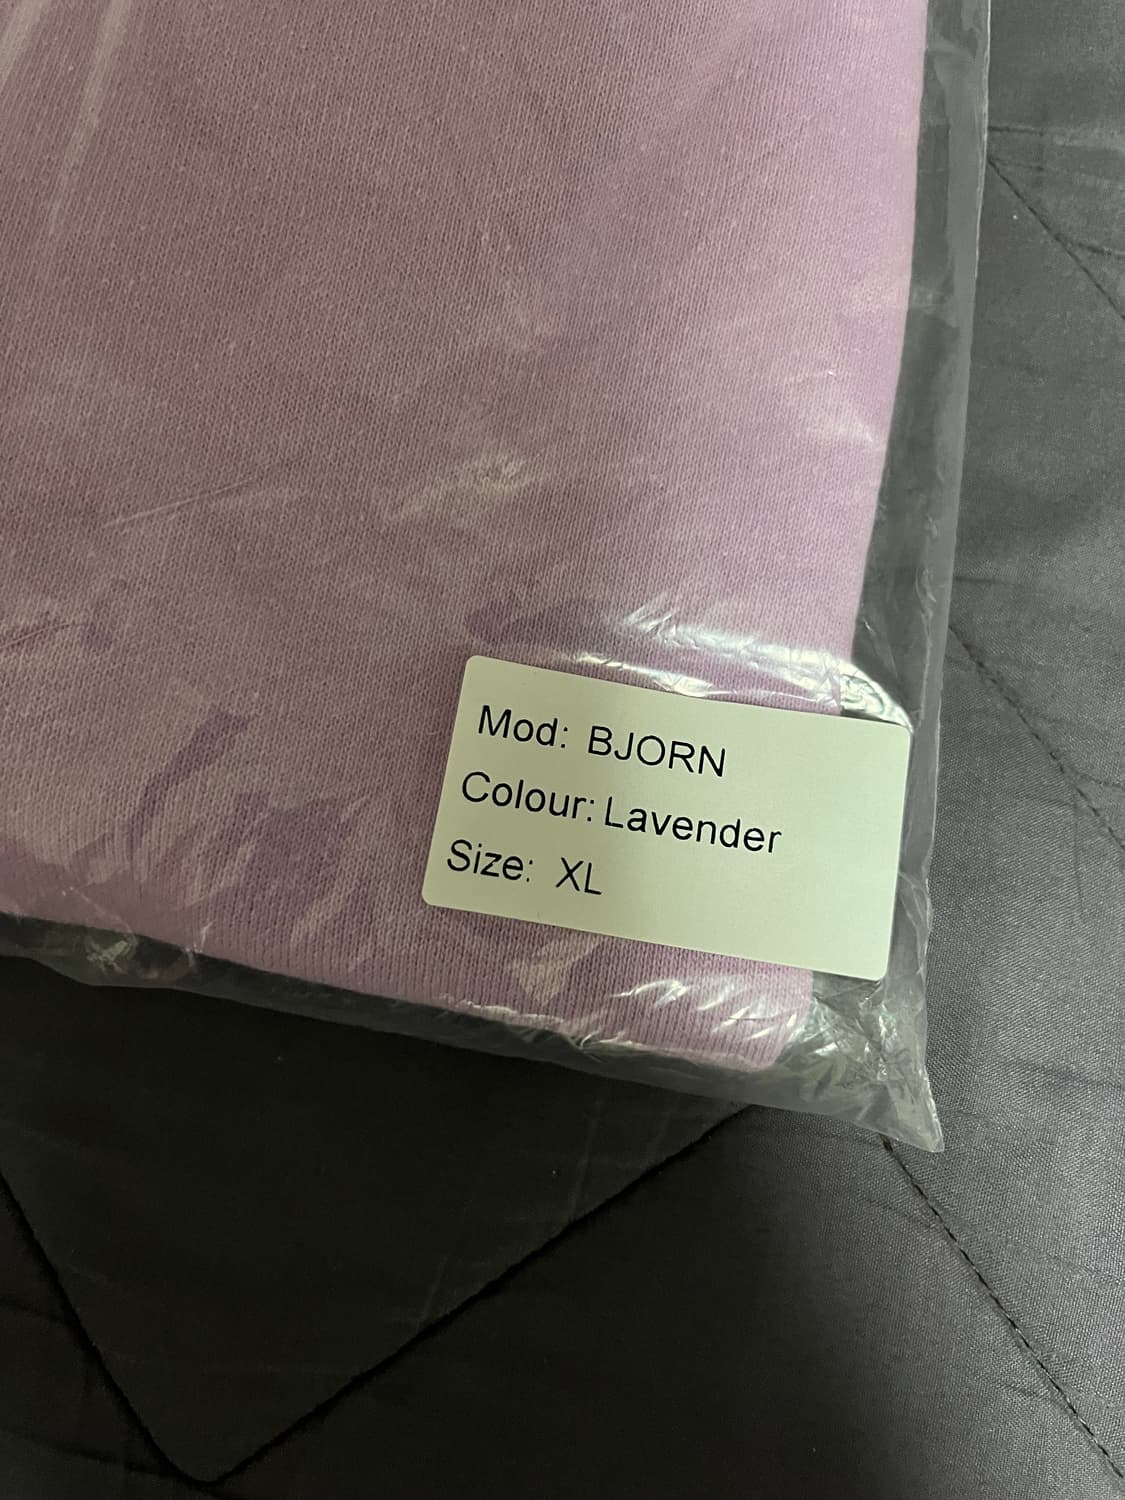 Mod: BJORN
Colour: Lavender
Size: XL